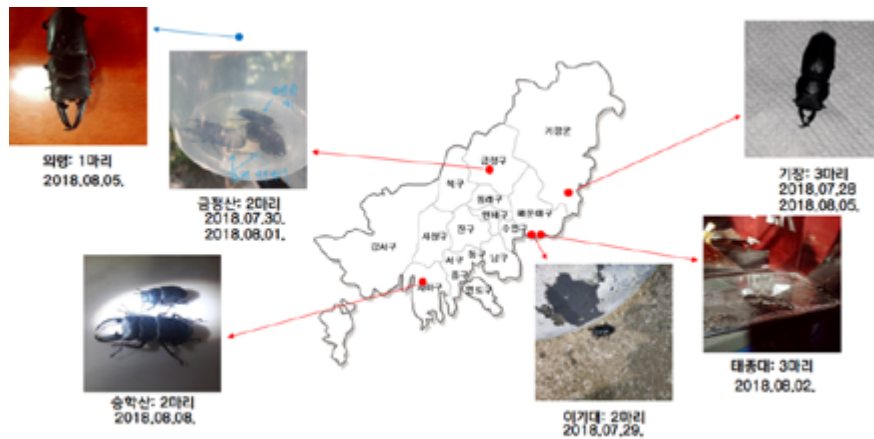 의령: 1마리
2018.08.05.
금정산: 2마리
2018.07.30.
2018.08.01.
승학산: 2마리
2018.08.08.
기장: 3마리
2018.07.28
2018.08.05.
태종대: 3마리
2018.08.02.
이기대: 2마리
2018.07.29.
기장군
금정구
북구
동래구
연제구
해운대구
수영구
강서구
사상구
진구
서구
동구
남구
중구
사하구
영도구